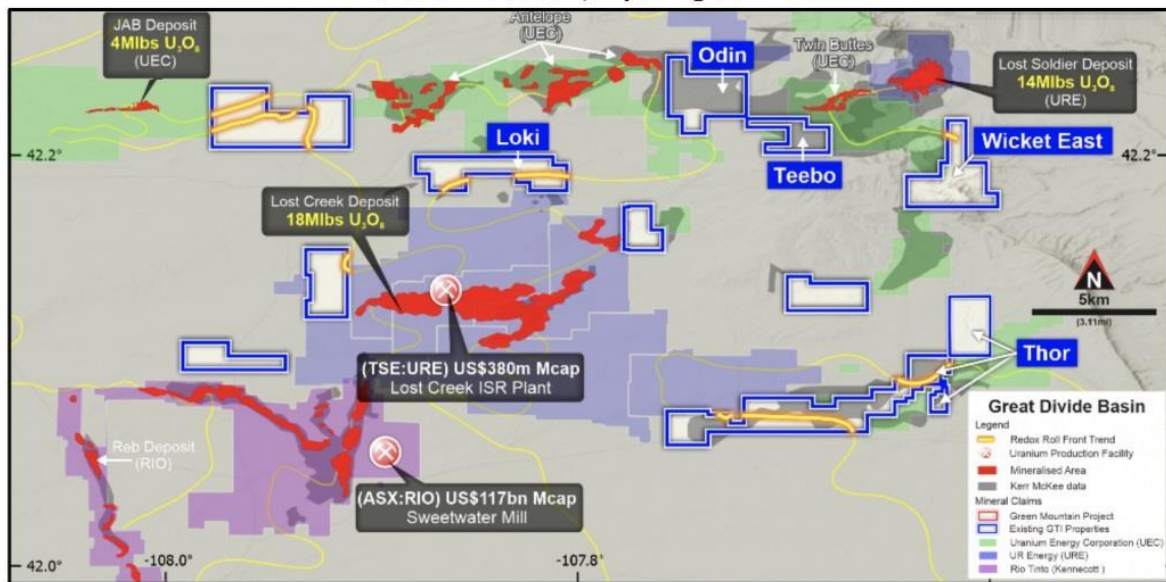 JAB Deposit
4Mlbs U₃O₈
(UEC)
Antelope
(UEC)
Odin
Twin Buttes
(UEC)
Lost Soldier Deposit
14Mlbs U₃O₈
(URE)
42.2°
42.2°
Loki
Teebo
Wicket East
Lost Creek Deposit
18Mlbs U₃O₈
N
5km
(3.11mi)
(TSE:URE) US$380m Mcap
Lost Creek ISR Plant
Thor
Reb Deposit
(RIO)
(ASX:RIO) US$117bn Mcap
Sweetwater Mill
42.0°
-108.0°
-107.8°
Great Divide Basin
Legend
Redox Roll Front Trend
Uranium Production Facility
Mineralised Area
Kerr McKee data
Mineral Claims
Green Mountain Project
Existing GTI Properties
Uranium Energy Corporation (UEC)
UR Energy (URE)
Rio Tinto (Kennecott )